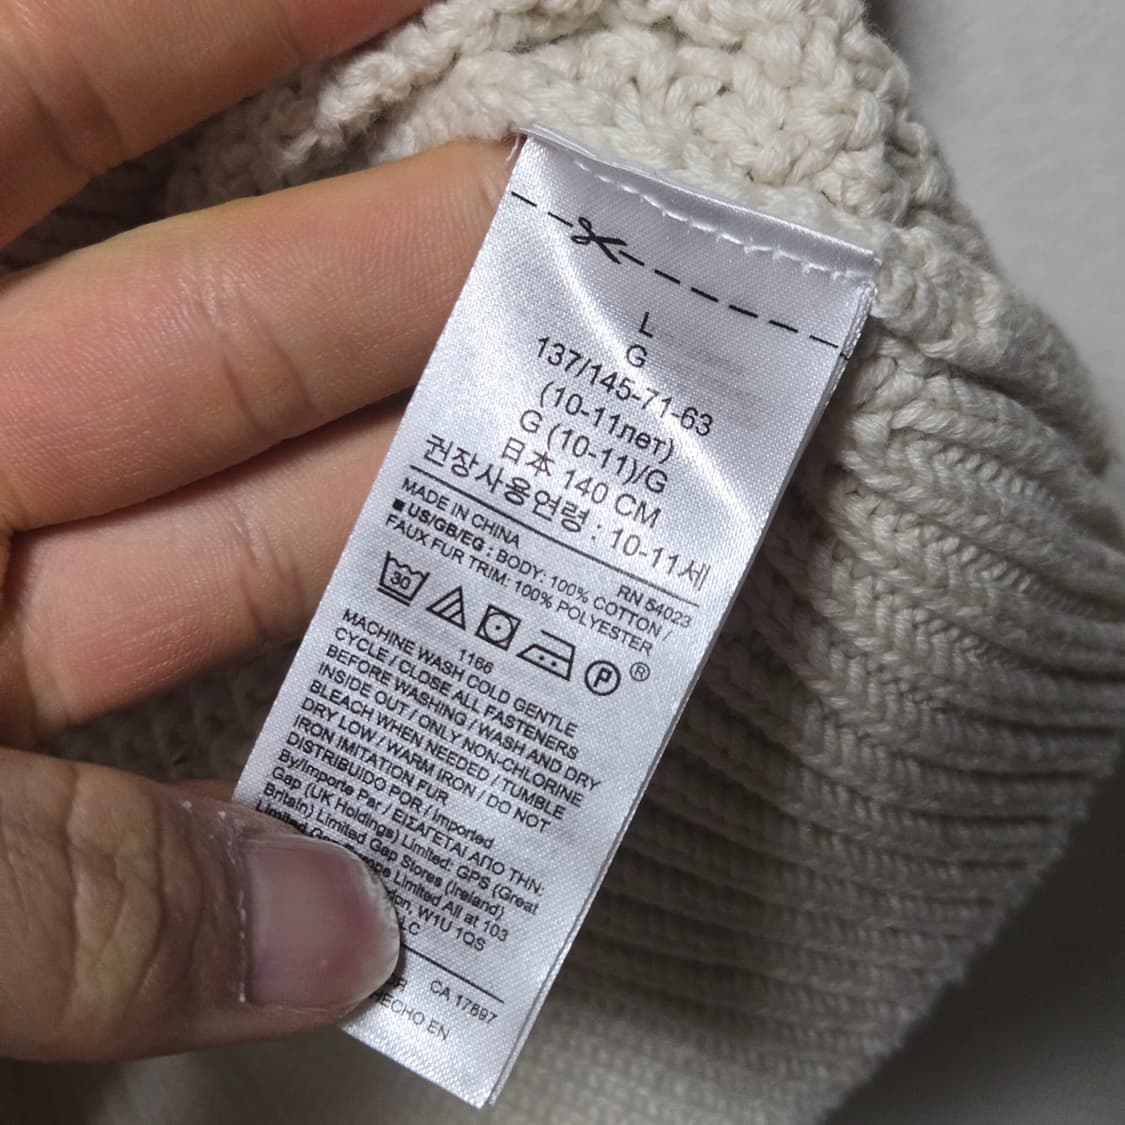 L
G
137/145-71-63
(10-11лет)
G (10-11)/G
日本 140 CM
권장사용연령 : 10-11세
MADE IN CHINA
RN 54023
■ US/GB/EG : BODY: 100% COTTON /
FAUX FUR TRIM: 100% POLYESTER
30
P ®
1166
MACHINE WASH COLD GENTLE
CYCLE / CLOSE ALL FASTENERS
BEFORE WASHING / WASH AND DRY
INSIDE OUT / ONLY NON-CHLORINE
BLEACH WHEN NEEDED / TUMBLE
DRY LOW / WARM IRON / DO NOT
IRON IMITATION FUR
DISTRIBUIDO POR / Imported
By/Importe Par / ΕΙΣΑΓΕΤΑΙ ΑΠΟ ΤΗΝ:
Gap (UK Holdings) Limited: GPS (Great
Britain) Limited Gap Stores (Ireland)
Limited Limited All at 103
W1U 1QS
CA 17897
HECHO EN